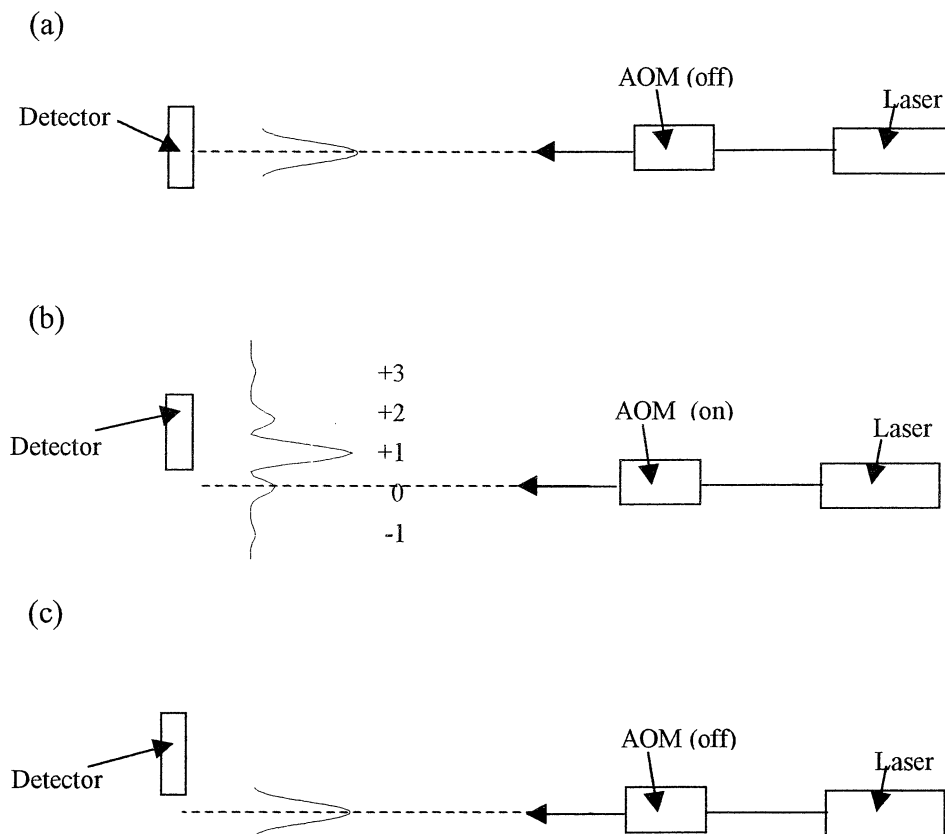 (a)
AOM (off)
Laser
Detector
(b)
+3
+2
AOM (on)
Laser
Detector
+1
0
-1
(c)
AOM (off)
Laser
Detector